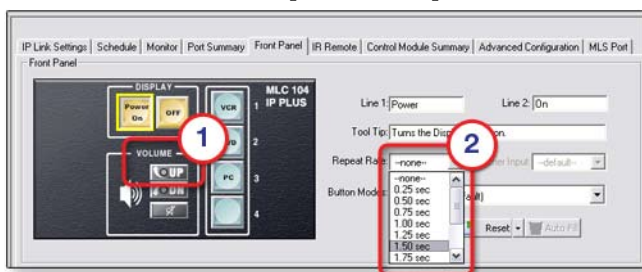 IP Link Settings | Schedule | Monitor | Port Summary | Front Panel | IR Remote | Control Module Summary | Advanced Configuration | MLS Port
Front Panel
DISPLAY
Power On
OFF
MLC 104
IP PLUS
VCR 1
2
PC 3
4
VOLUME
UP
DN
1
Line 1: Power
Line 2: On
Tool Tip: Turns the
2
Repeat
--none--
Input: --default--
--none--
0.25 sec
0.50 sec
0.75 sec
1.00 sec
1.25 sec
1.50 sec
1.75 sec
Button Mode:
Reset
Auto Fill